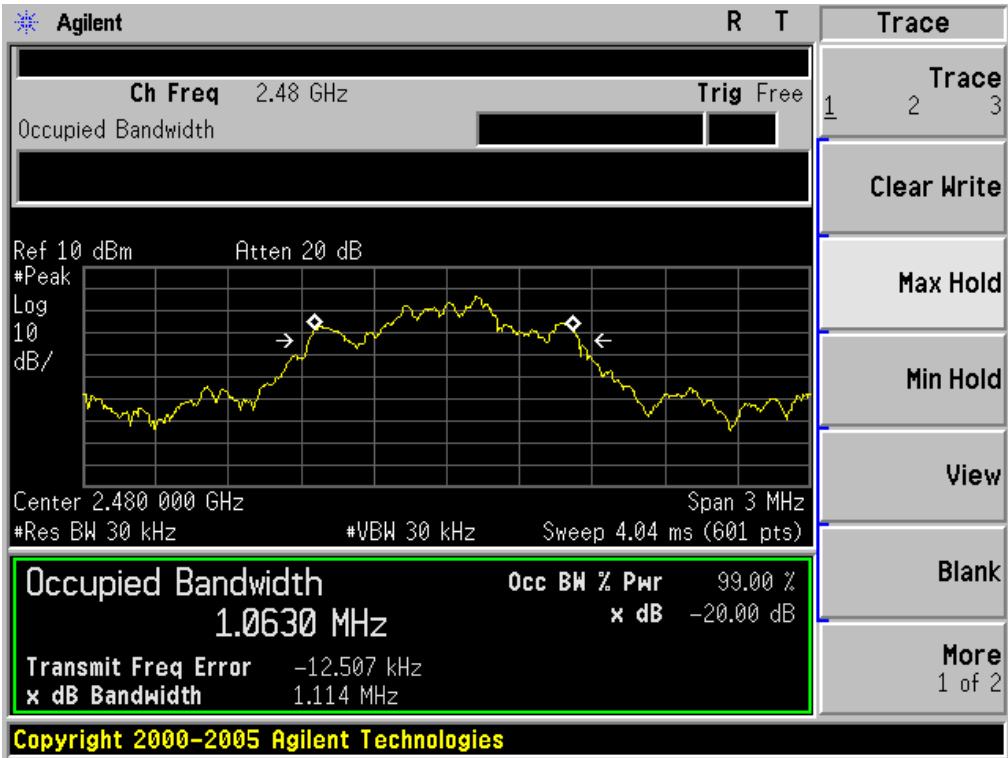 Agilent R T
Ch Freq 2.48 GHz Trig Free
Occupied Bandwidth
Ref 10 dBm Atten 20 dB
#Peak
Log
10
dB/
Center 2.480 000 GHz Span 3 MHz
#Res BW 30 kHz #VBW 30 kHz Sweep 4.04 ms (601 pts)
Occupied Bandwidth Occ BW % Pwr 99.00 %
1.0630 MHz x dB -20.00 dB
Transmit Freq Error -12.507 kHz
x dB Bandwidth 1.114 MHz
Copyright 2000-2005 Agilent Technologies
Trace
Trace
1 2 3
Clear Write
Max Hold
Min Hold
View
Blank
More
1 of 2